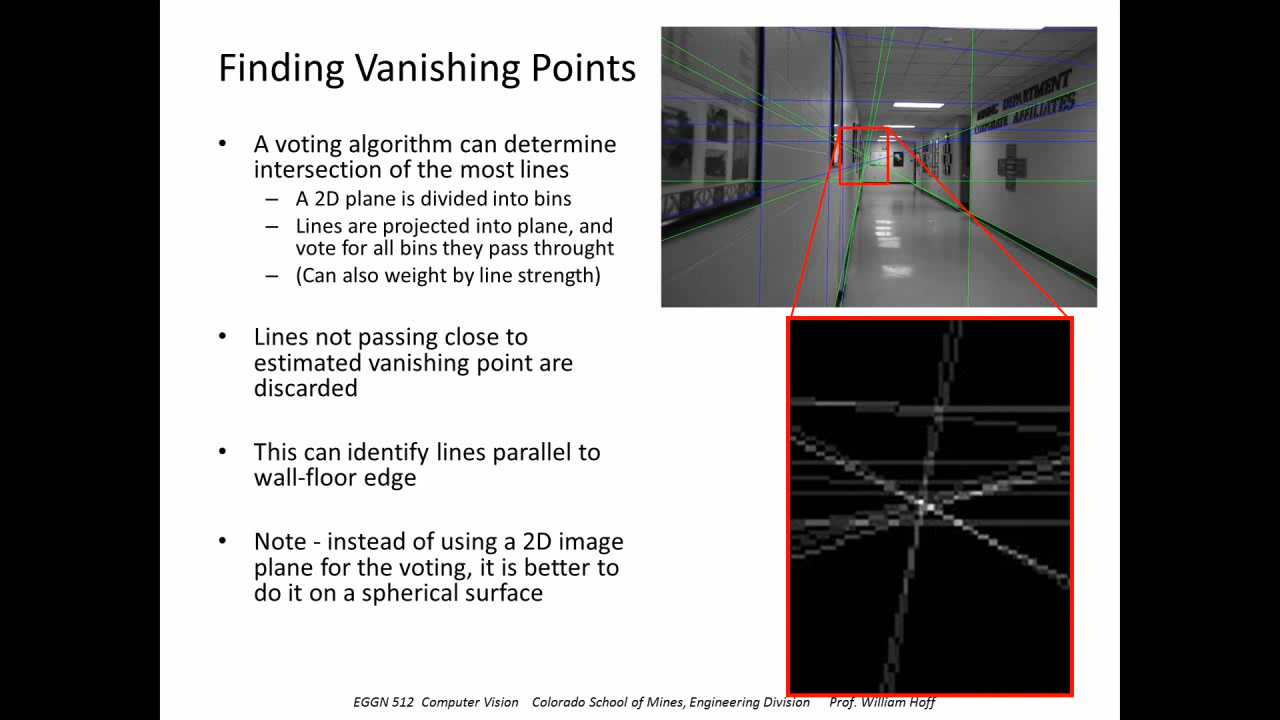 Finding Vanishing Points
• A voting algorithm can determine
intersection of the most lines
– A 2D plane is divided into bins
– Lines are projected into plane, and
vote for all bins they pass throught
– (Can also weight by line strength)
• Lines not passing close to
estimated vanishing point are
discarded
• This can identify lines parallel to
wall-floor edge
• Note - instead of using a 2D image
plane for the voting, it is better to
do it on a spherical surface
MINING DEPARTMENT
CORPORATE AFFILIATES
EGGN 512 Computer Vision Colorado School of Mines, Engineering Division Prof. William Hoff